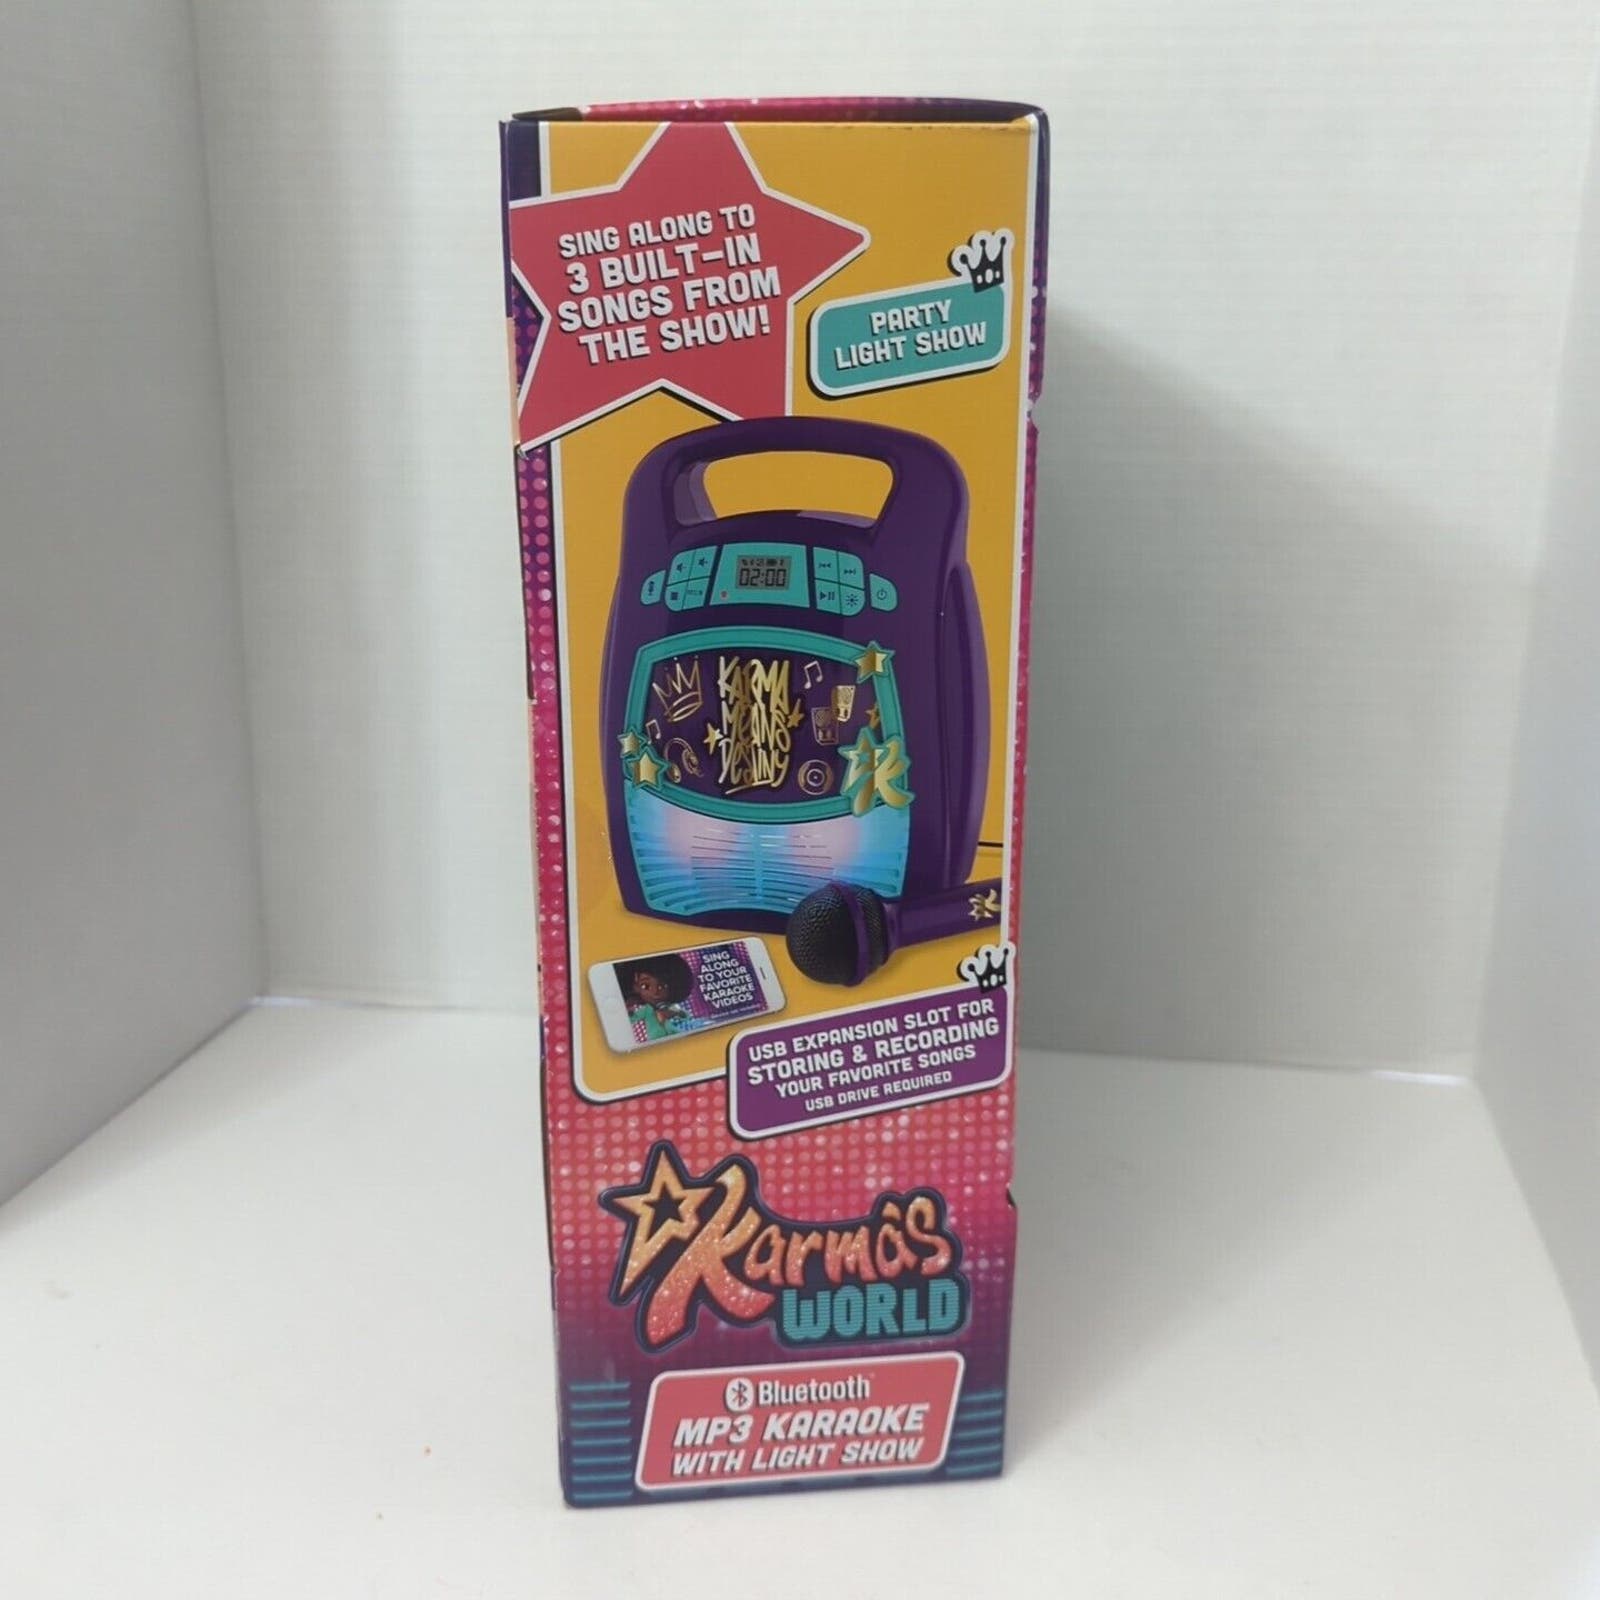 SING ALONG TO
3 BUILT-IN
SONGS FROM
THE SHOW!
PARTY
LIGHT SHOW
02:00
KARMA
MEANS
DESTINY
K
K
SING
ALONG
TO YOUR
FAVORITE
KARAOKE
VIDEOS
USB EXPANSION SLOT FOR
STORING & RECORDING
YOUR FAVORITE SONGS
USB DRIVE REQUIRED
Karma's
WORLD
Bluetooth
MP3 KARAOKE
WITH LIGHT SHOW